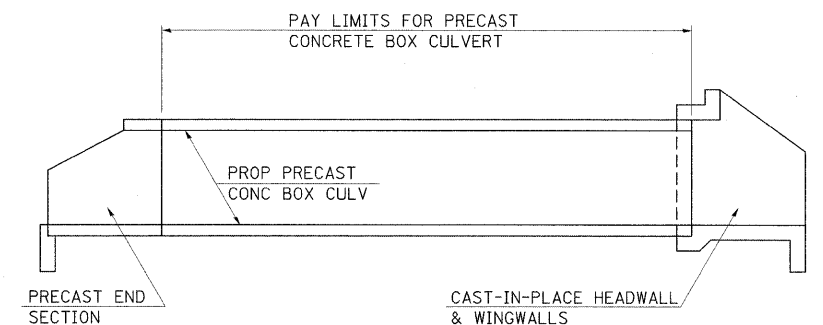 PAY LIMITS FOR PRECAST
CONCRETE BOX CULVERT
PROP PRECAST
CONC BOX CULV
PRECAST END
SECTION
CAST-IN-PLACE HEADWALL
& WINGWALLS